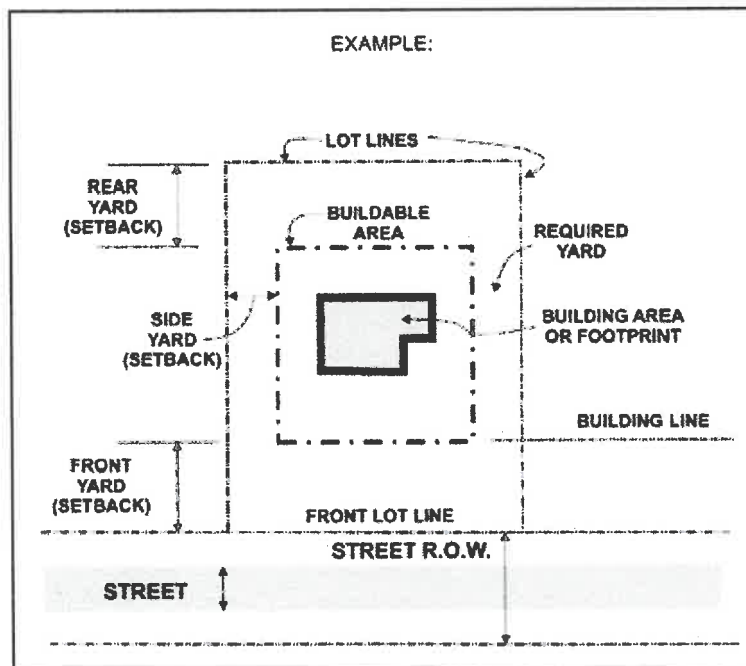 EXAMPLE:
LOT LINES
REAR
YARD
(SETBACK)
BUILDABLE
AREA
REQUIRED
YARD
SIDE
YARD
(SETBACK)
BUILDING AREA
OR FOOTPRINT
BUILDING LINE
FRONT
YARD
(SETBACK)
FRONT LOT LINE
STREET R.O.W.
STREET